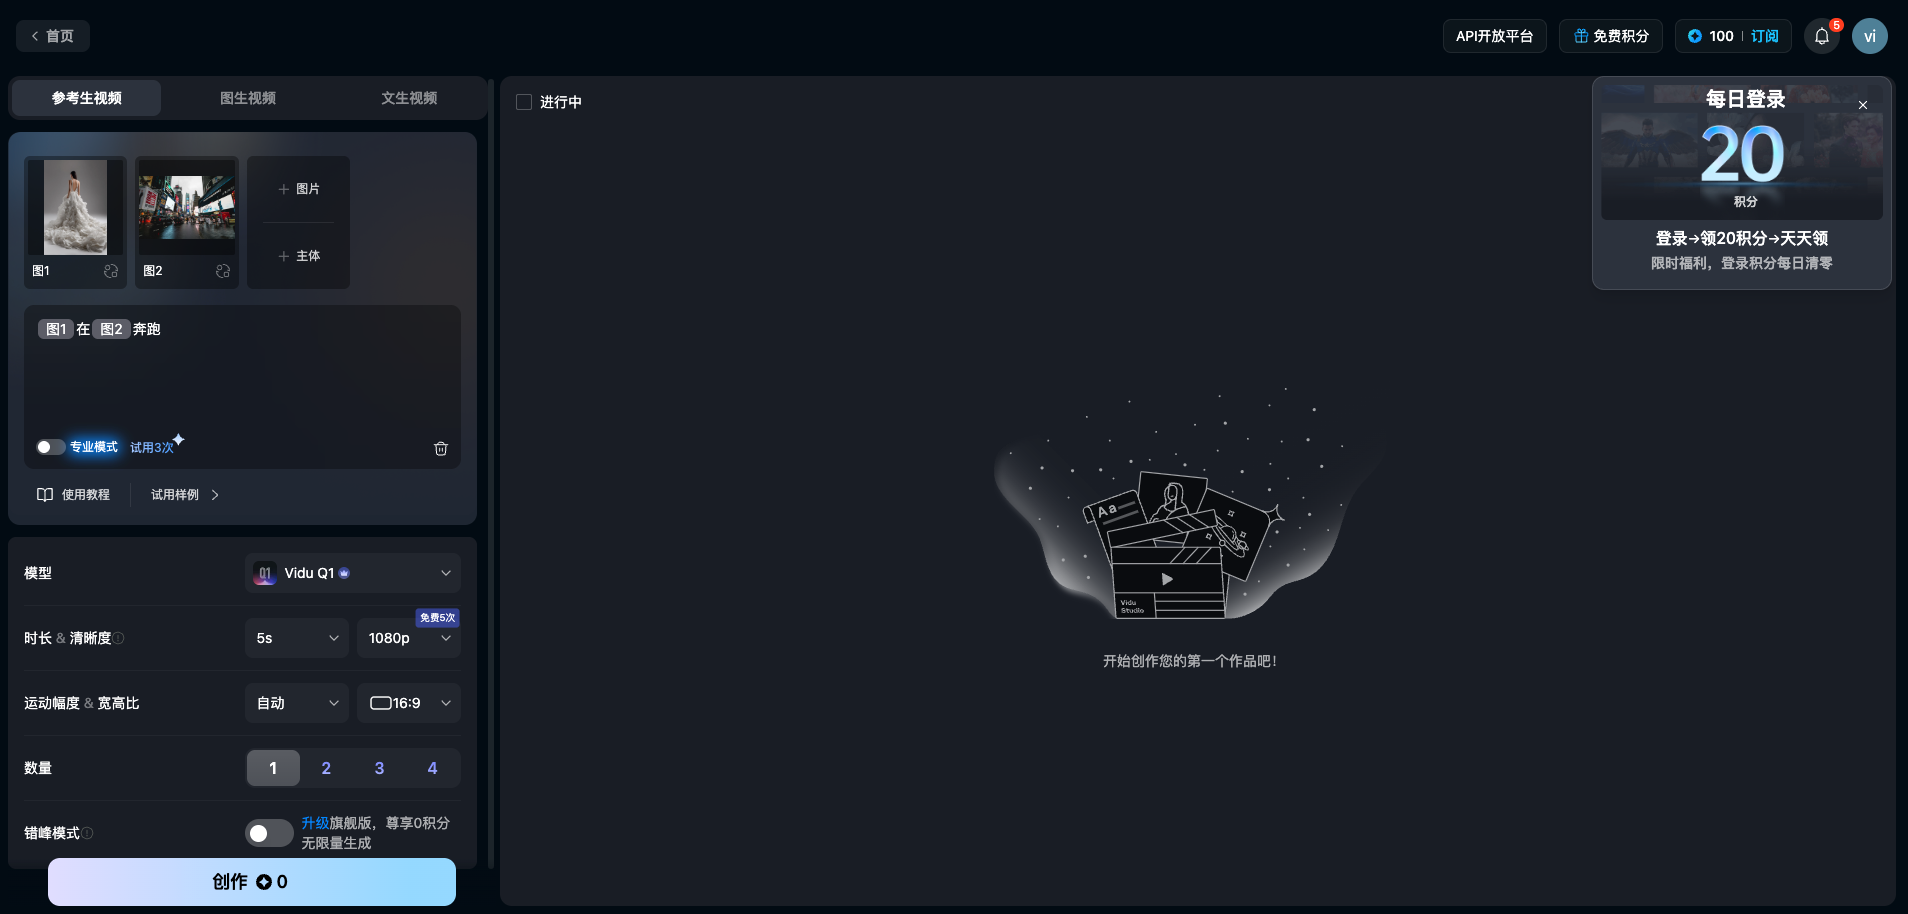 首页
API开放平台
免费积分
100 | 订阅
5
vi
参考生视频
图生视频
文生视频
图1
图2
图片
主体
图1 在 图2 奔跑
专业模式 试用3次
使用教程
试用样例
模型
Q1 Vidu Q1
时长 & 清晰度
5s
1080p
免费5次
运动幅度 & 宽高比
自动
16:9
数量
1 2 3 4
错峰模式
升级旗舰版，尊享0积分
无限量生成
创作 0
进行中
Aa
Vidu
Studio
开始创作您的第一个作品吧！
每日登录
20
积分
登录→领20积分→天天领
限时福利，登录积分每日清零